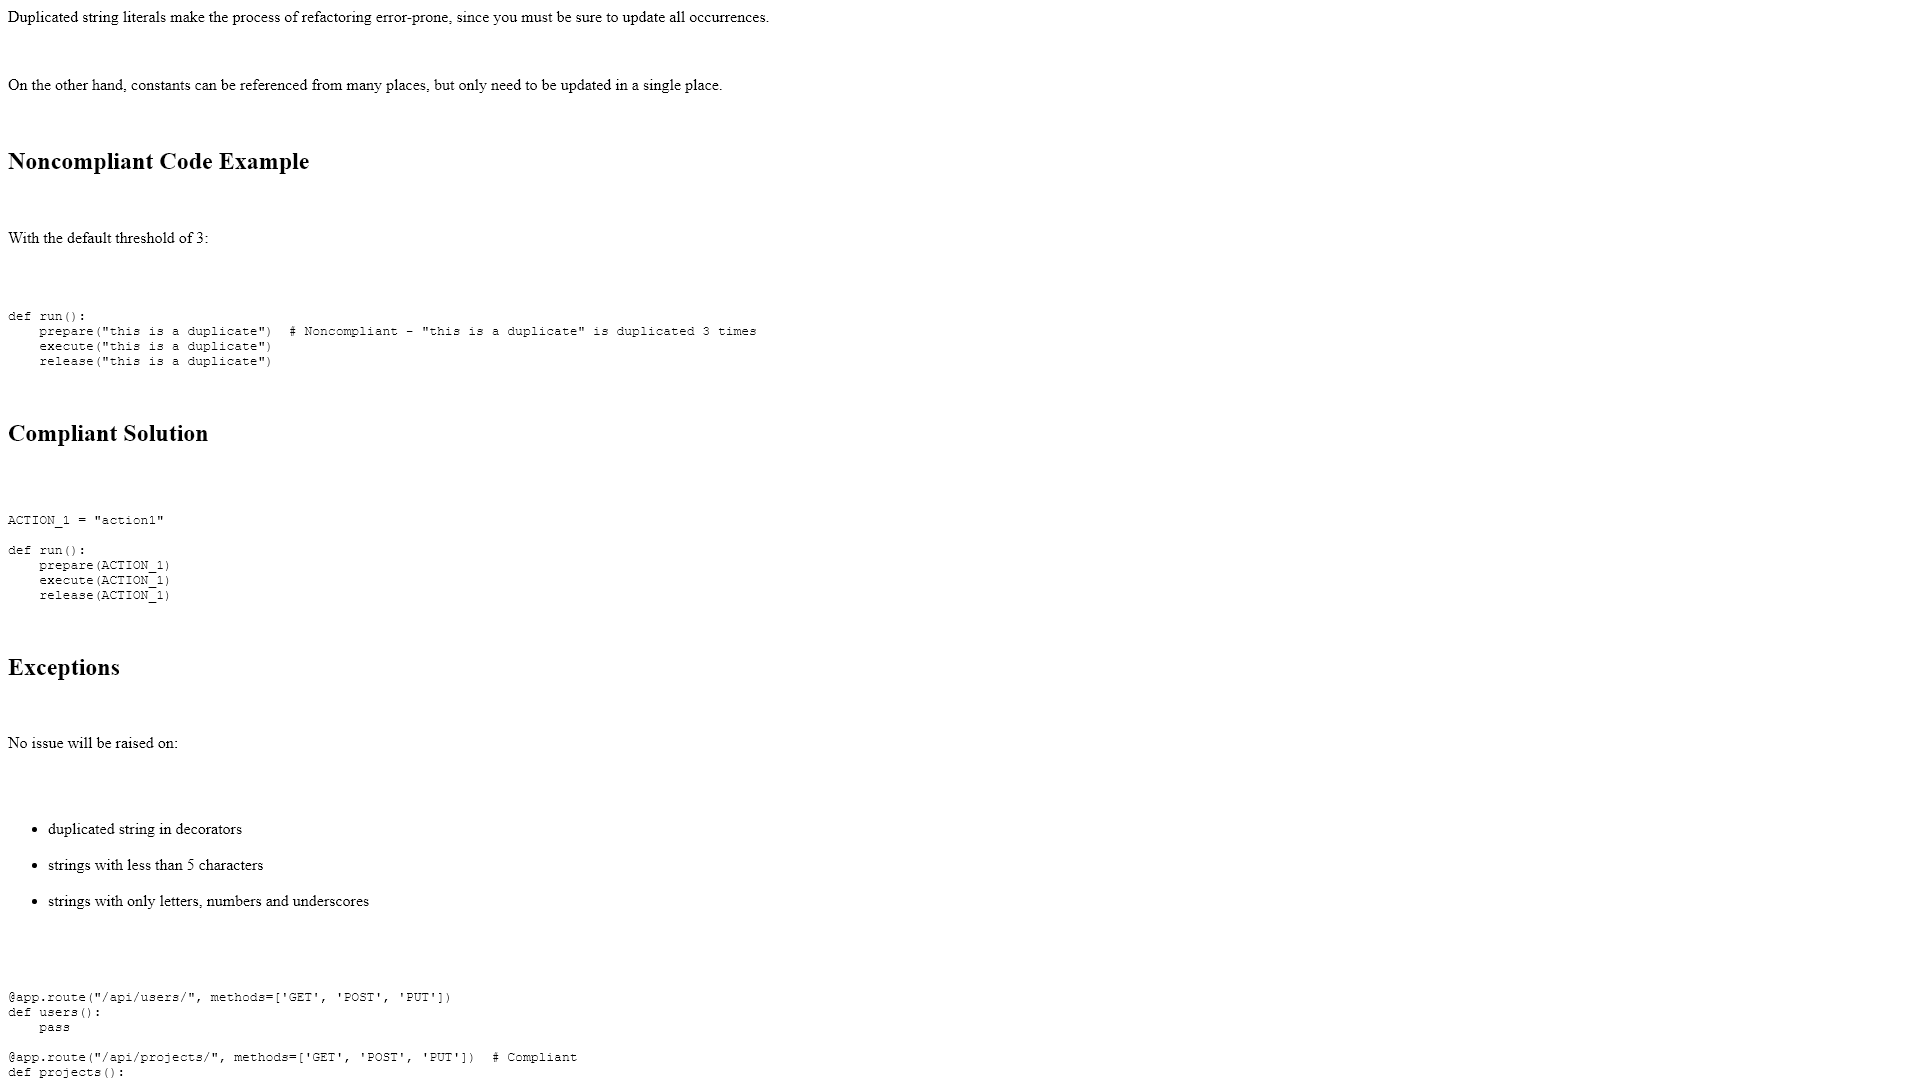 Duplicated string literals make the process of refactoring error-prone, since you must be sure to update all occurrences.
On the other hand, constants can be referenced from many places, but only need to be updated in a single place.
Noncompliant Code Example
With the default threshold of 3:
def run():
    prepare("this is a duplicate")  # Noncompliant - "this is a duplicate" is duplicated 3 times
    execute("this is a duplicate")
    release("this is a duplicate")
Compliant Solution
ACTION_1 = "action1"
def run():
    prepare(ACTION_1)
    execute(ACTION_1)
    release(ACTION_1)
Exceptions
No issue will be raised on:
• duplicated string in decorators
• strings with less than 5 characters
• strings with only letters, numbers and underscores
@app.route("/api/users/", methods=['GET', 'POST', 'PUT'])
def users():
    pass
@app.route("/api/projects/", methods=['GET', 'POST', 'PUT'])  # Compliant
def projects():